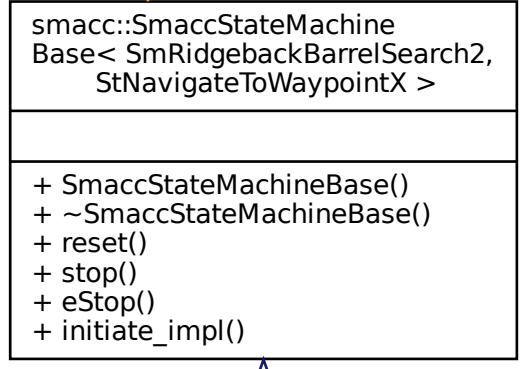 smacc::SmaccStateMachine
Base< SmRidgebackBarrelSearch2,
StNavigateToWaypointX >
+ SmaccStateMachineBase()
+ ~SmaccStateMachineBase()
+ reset()
+ stop()
+ eStop()
+ initiate_impl()